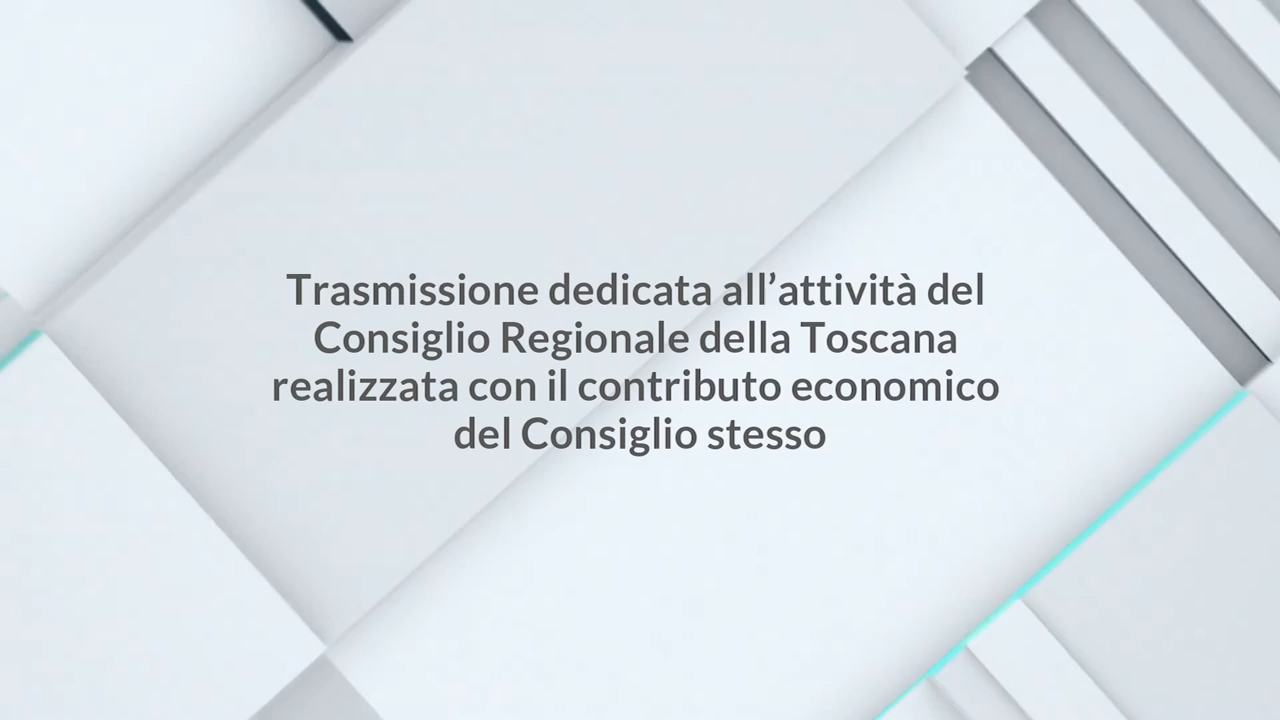 Trasmissione dedicata all’attività del
Consiglio Regionale della Toscana
realizzata con il contributo economico
del Consiglio stesso